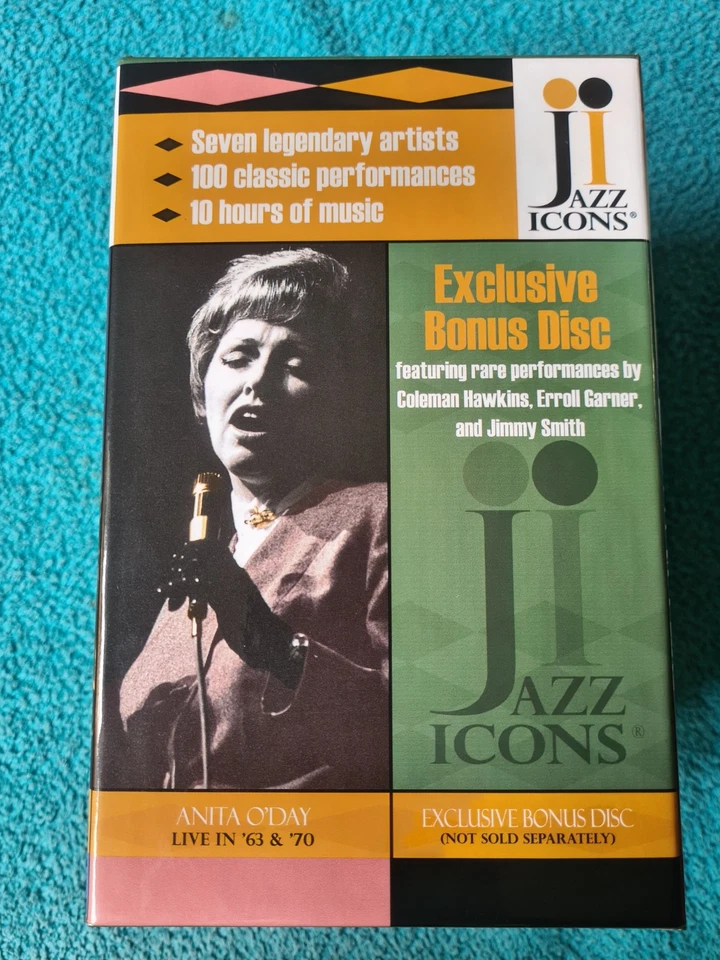 Seven legendary artists
100 classic performances
10 hours of music
ji
JAZZ
ICONS®
Exclusive
Bonus Disc
featuring rare performances by
Coleman Hawkins, Erroll Garner,
and Jimmy Smith
ji
JAZZ
ICONS®
ANITA O'DAY
LIVE IN '63 & '70
EXCLUSIVE BONUS DISC
(NOT SOLD SEPARATELY)